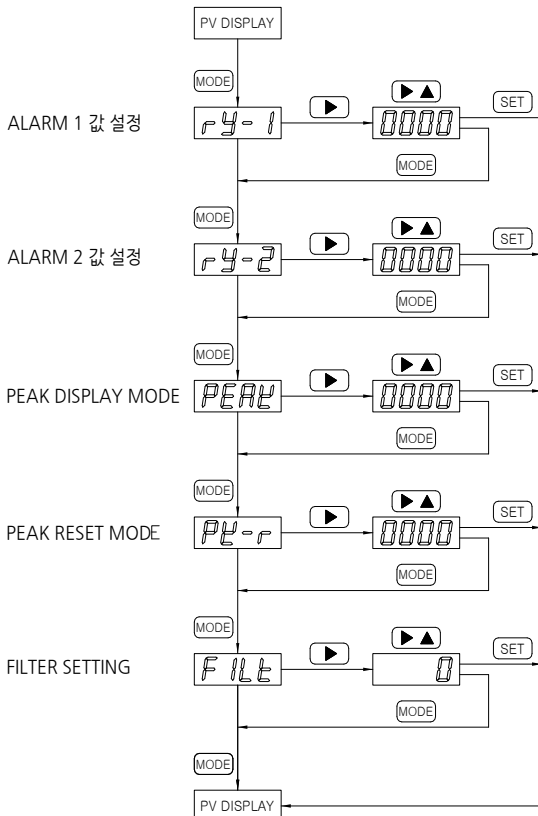 PV DISPLAY
MODE
ALARM 1 값 설정
rY-1
▶
▶ ▲
0000
SET
MODE
MODE
ALARM 2 값 설정
rY-2
▶
▶ ▲
0000
SET
MODE
MODE
PEAK DISPLAY MODE
PEAK
▶
▶ ▲
0000
SET
MODE
MODE
PEAK RESET MODE
PK-r
▶
▶ ▲
0000
SET
MODE
MODE
FILTER SETTING
FILt
▶
▶ ▲
0
SET
MODE
MODE
PV DISPLAY